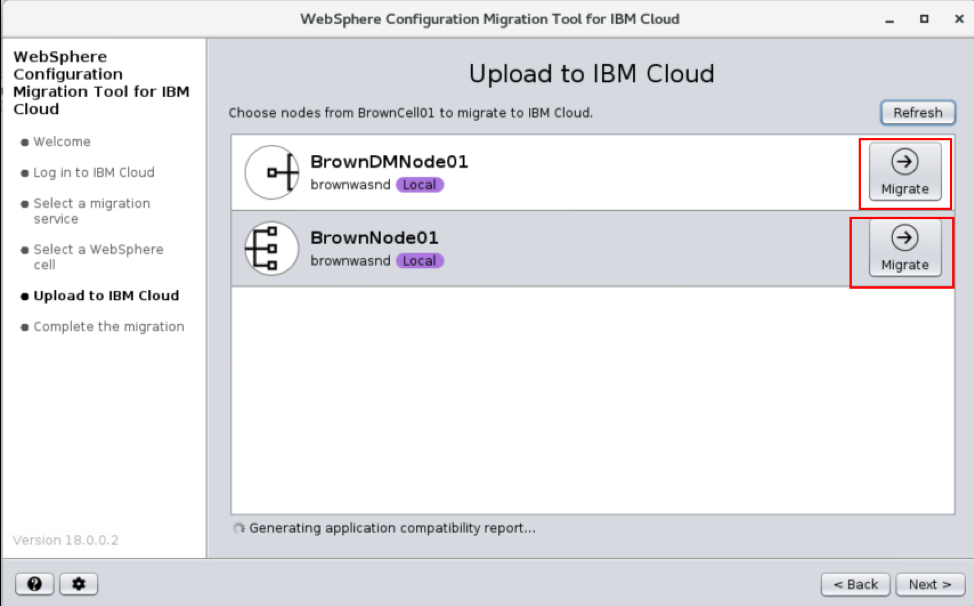 WebSphere Configuration Migration Tool for IBM Cloud
WebSphere
Configuration
Migration Tool for IBM
Cloud
Welcome
Log in to IBM Cloud
Select a migration
service
Select a WebSphere
cell
Upload to IBM Cloud
Complete the migration
Version 18.0.0.2
Upload to IBM Cloud
Choose nodes from BrownCell01 to migrate to IBM Cloud.
Refresh
BrownDMNode01
brownwasnd Local
Migrate
BrownNode01
brownwasnd Local
Migrate
Generating application compatibility report...
?
< Back
Next >